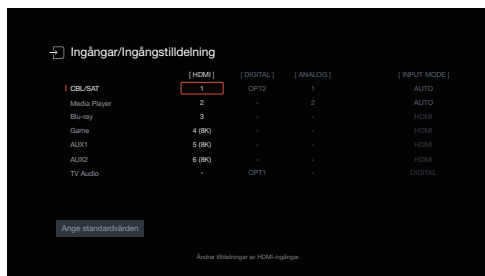 Ingångar/Ingångstilldelning
[ HDMI ] [ DIGITAL ] [ ANALOG ] [ INPUT MODE ]
CBL/SAT 1 OPT2 1 AUTO
Media Player 2 - 2 AUTO
Blu-ray 3 - - HDMI
Game 4 (8K) - - HDMI
AUX1 5 (8K) - - HDMI
AUX2 6 (8K) - - HDMI
TV Audio - OPT1 - DIGITAL
Ange standardvärden
Ändrar tilldelningar av HDMI-ingångar.